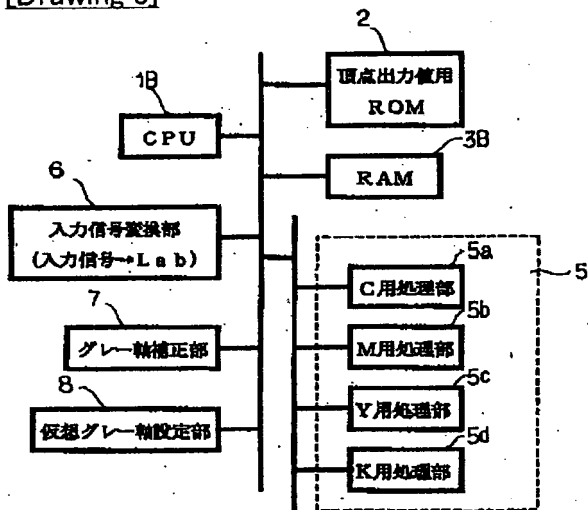 2
頂点出力値用
ROM
1B
CPU
3B
RAM
6
入力信号変換部
(入力信号→Lab)
5
5a
C用処理部
7
グレー軸補正部
5b
M用処理部
5c
Y用処理部
8
仮想グレー軸設定部
5d
K用処理部